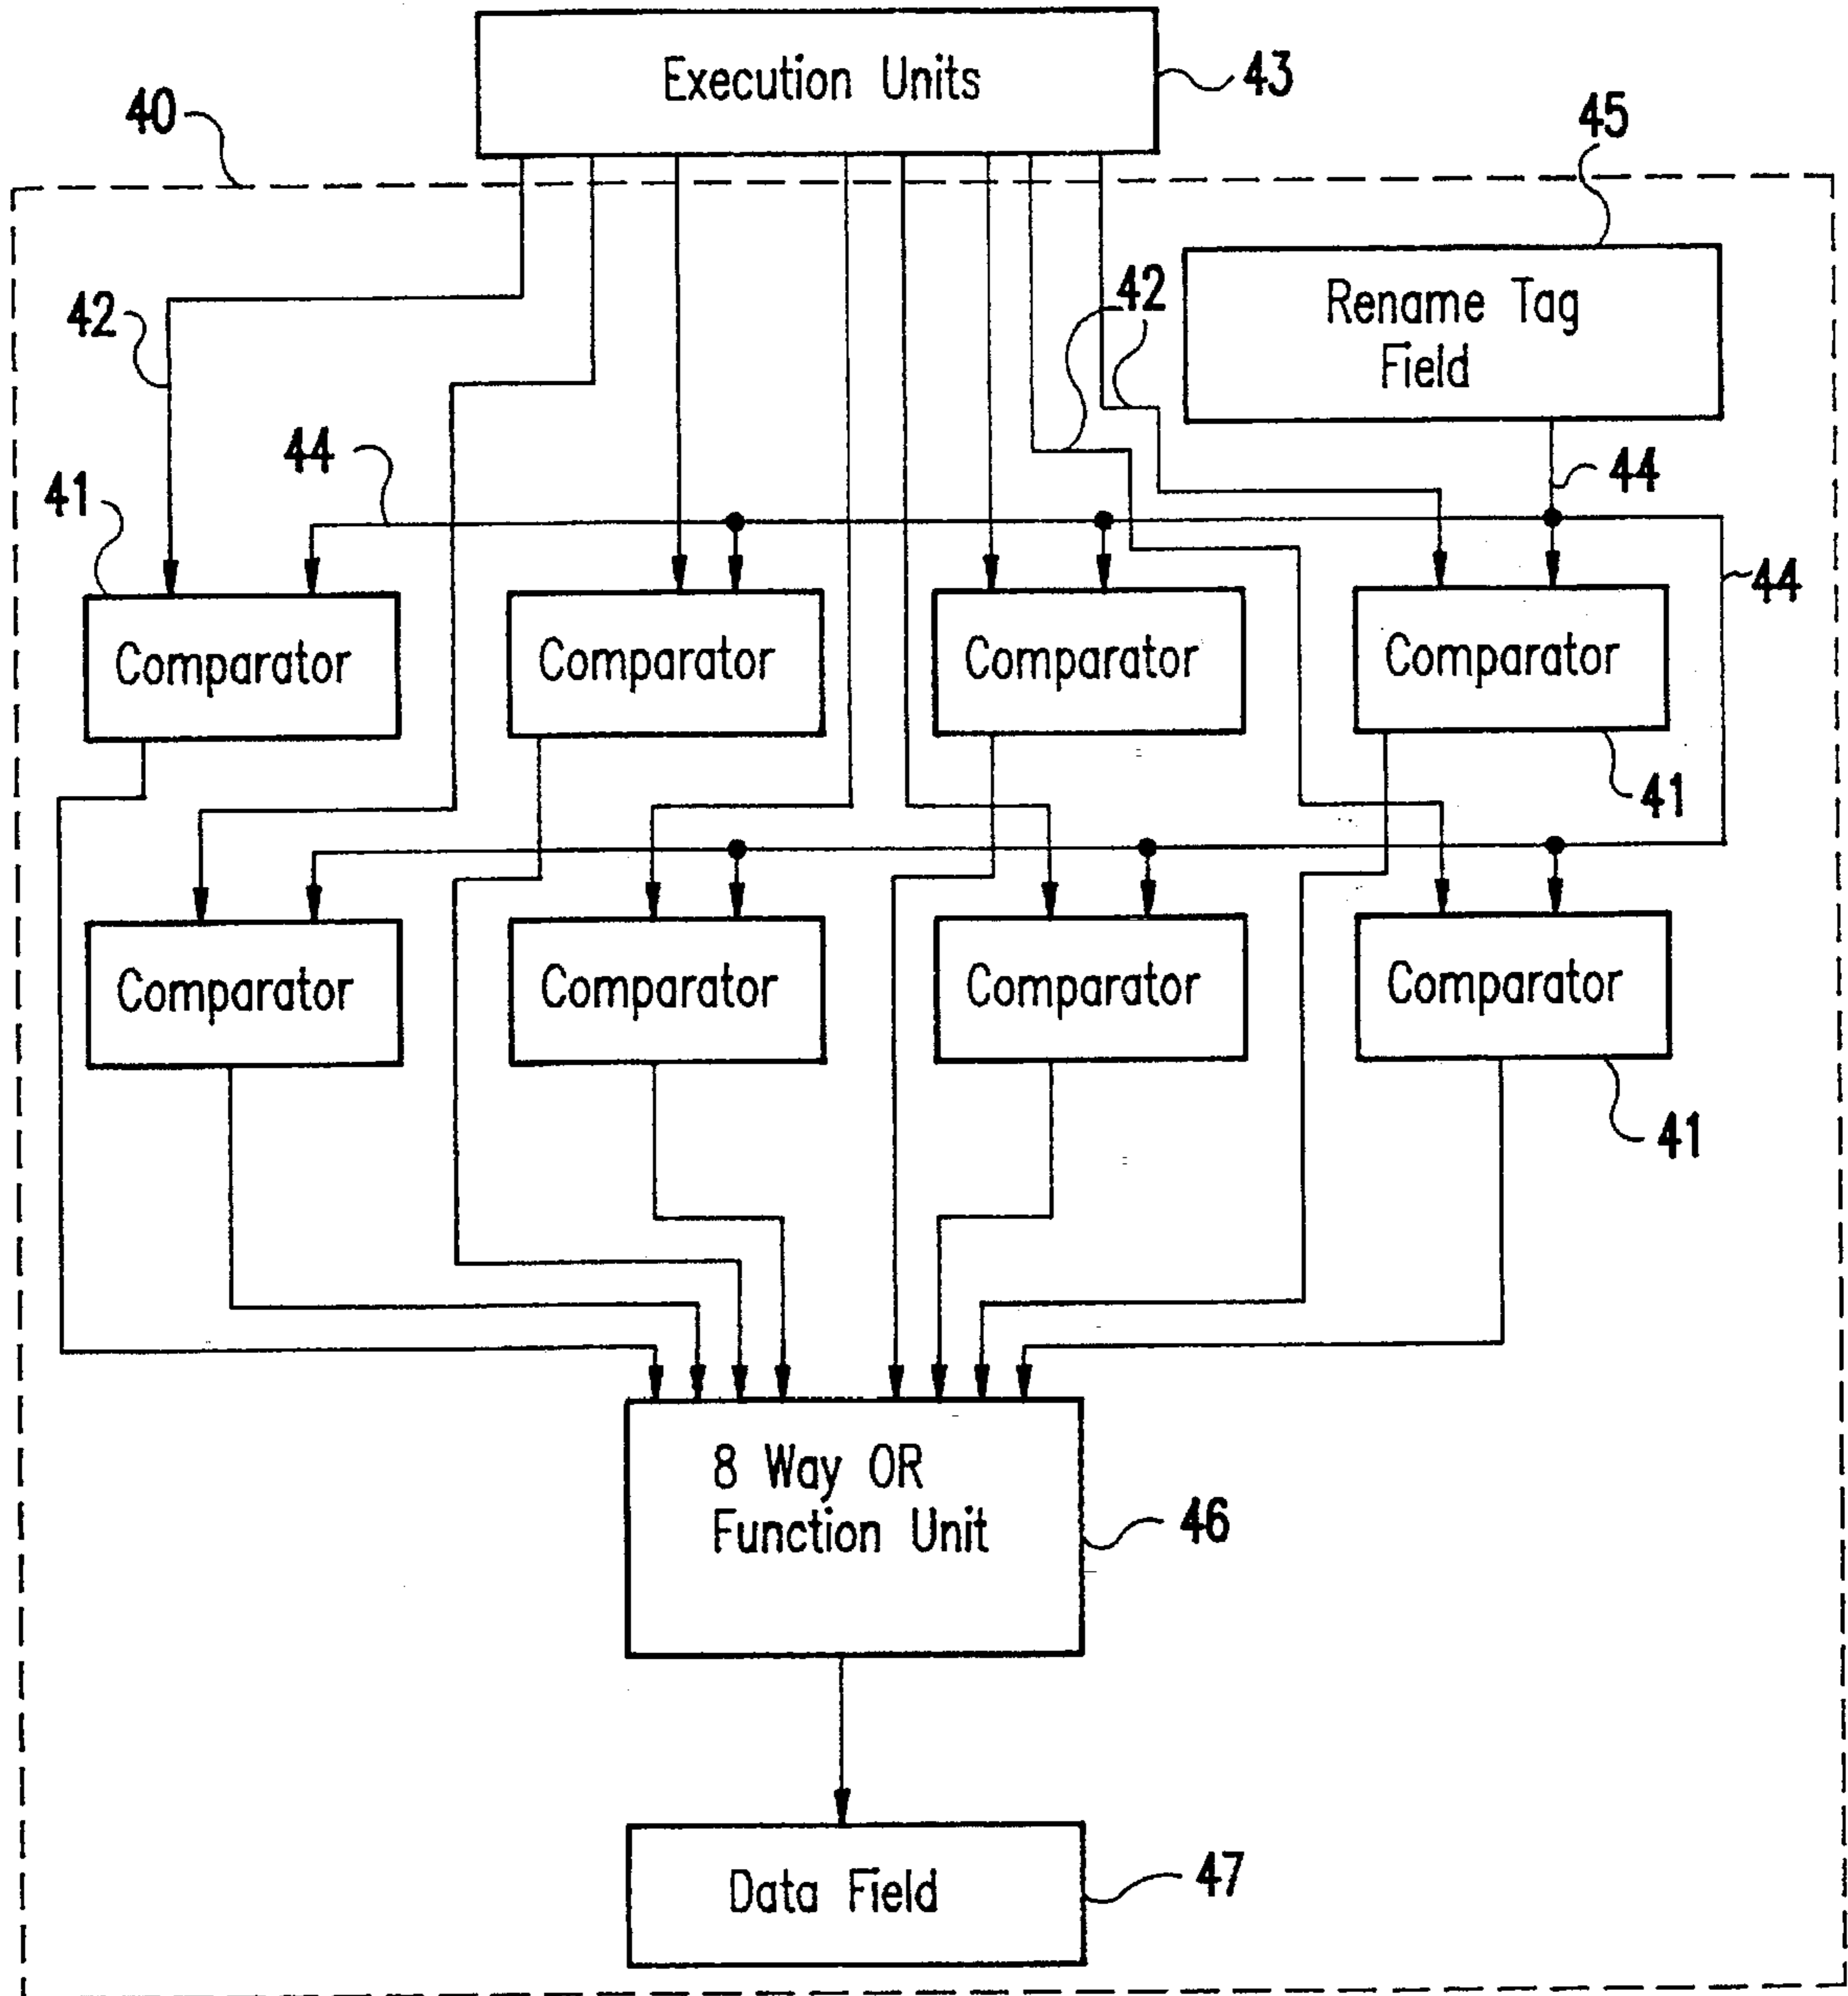 Execution Units
43
40
45
Rename Tag
Field
42
42
44
44
41
44
Comparator
Comparator
Comparator
Comparator
41
Comparator
Comparator
Comparator
Comparator
41
8 Way OR
Function Unit
46
Data Field
47